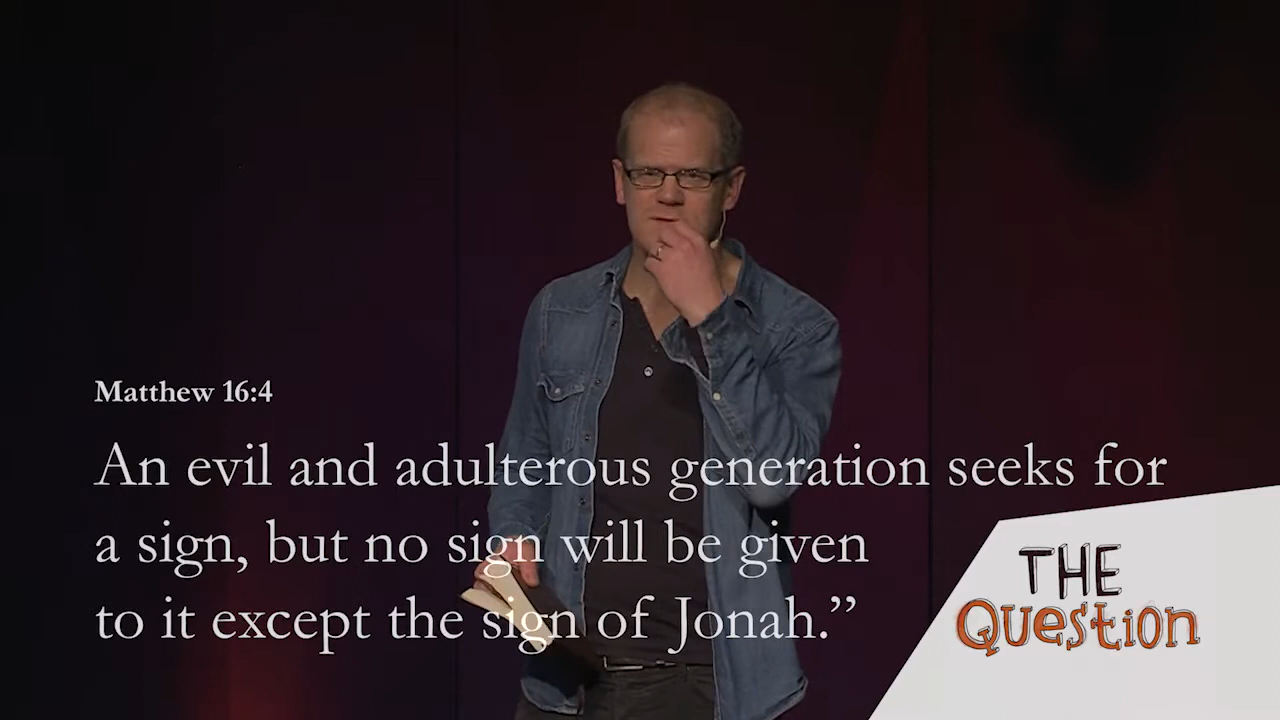 Matthew 16:4
An evil and adulterous generation seeks for
a sign, but no sign will be given
to it except the sign of Jonah.”
THE
Question